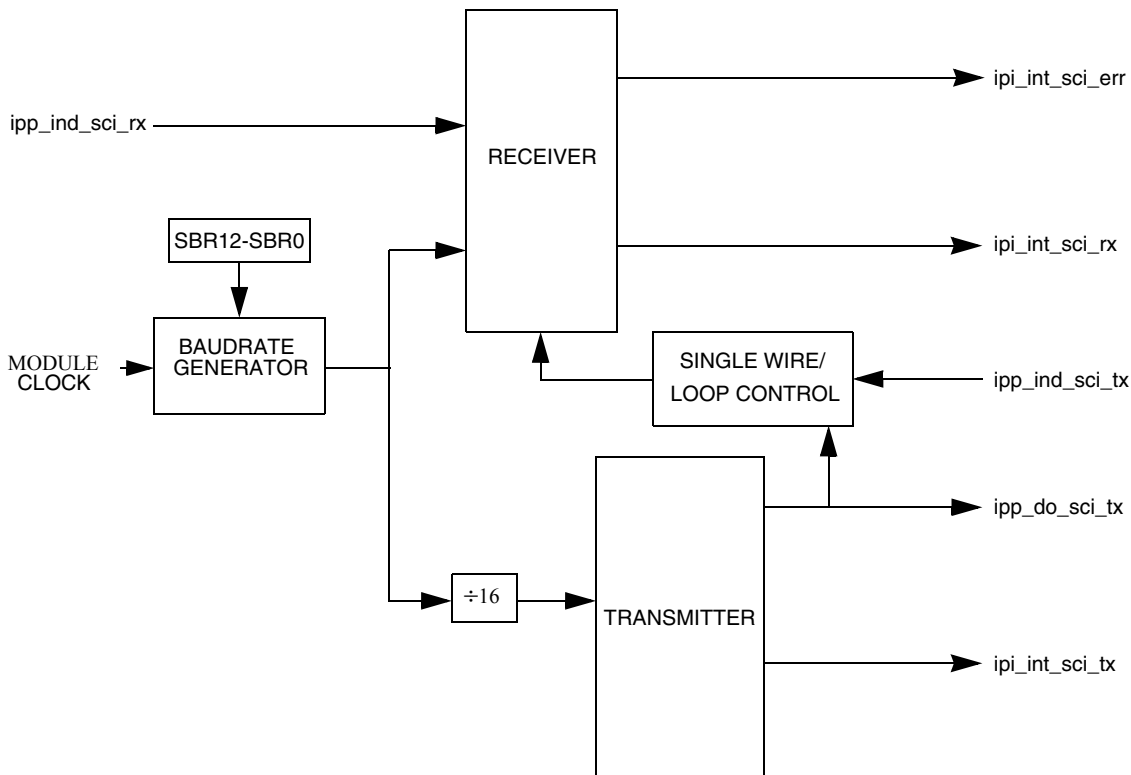 ipi_int_sci_err
ipp_ind_sci_rx
RECEIVER
SBR12-SBR0
ipi_int_sci_rx
BAUDRATE
GENERATOR
MODULE
CLOCK
SINGLE WIRE/
LOOP CONTROL
ipp_ind_sci_tx
ipp_do_sci_tx
÷16
TRANSMITTER
ipi_int_sci_tx